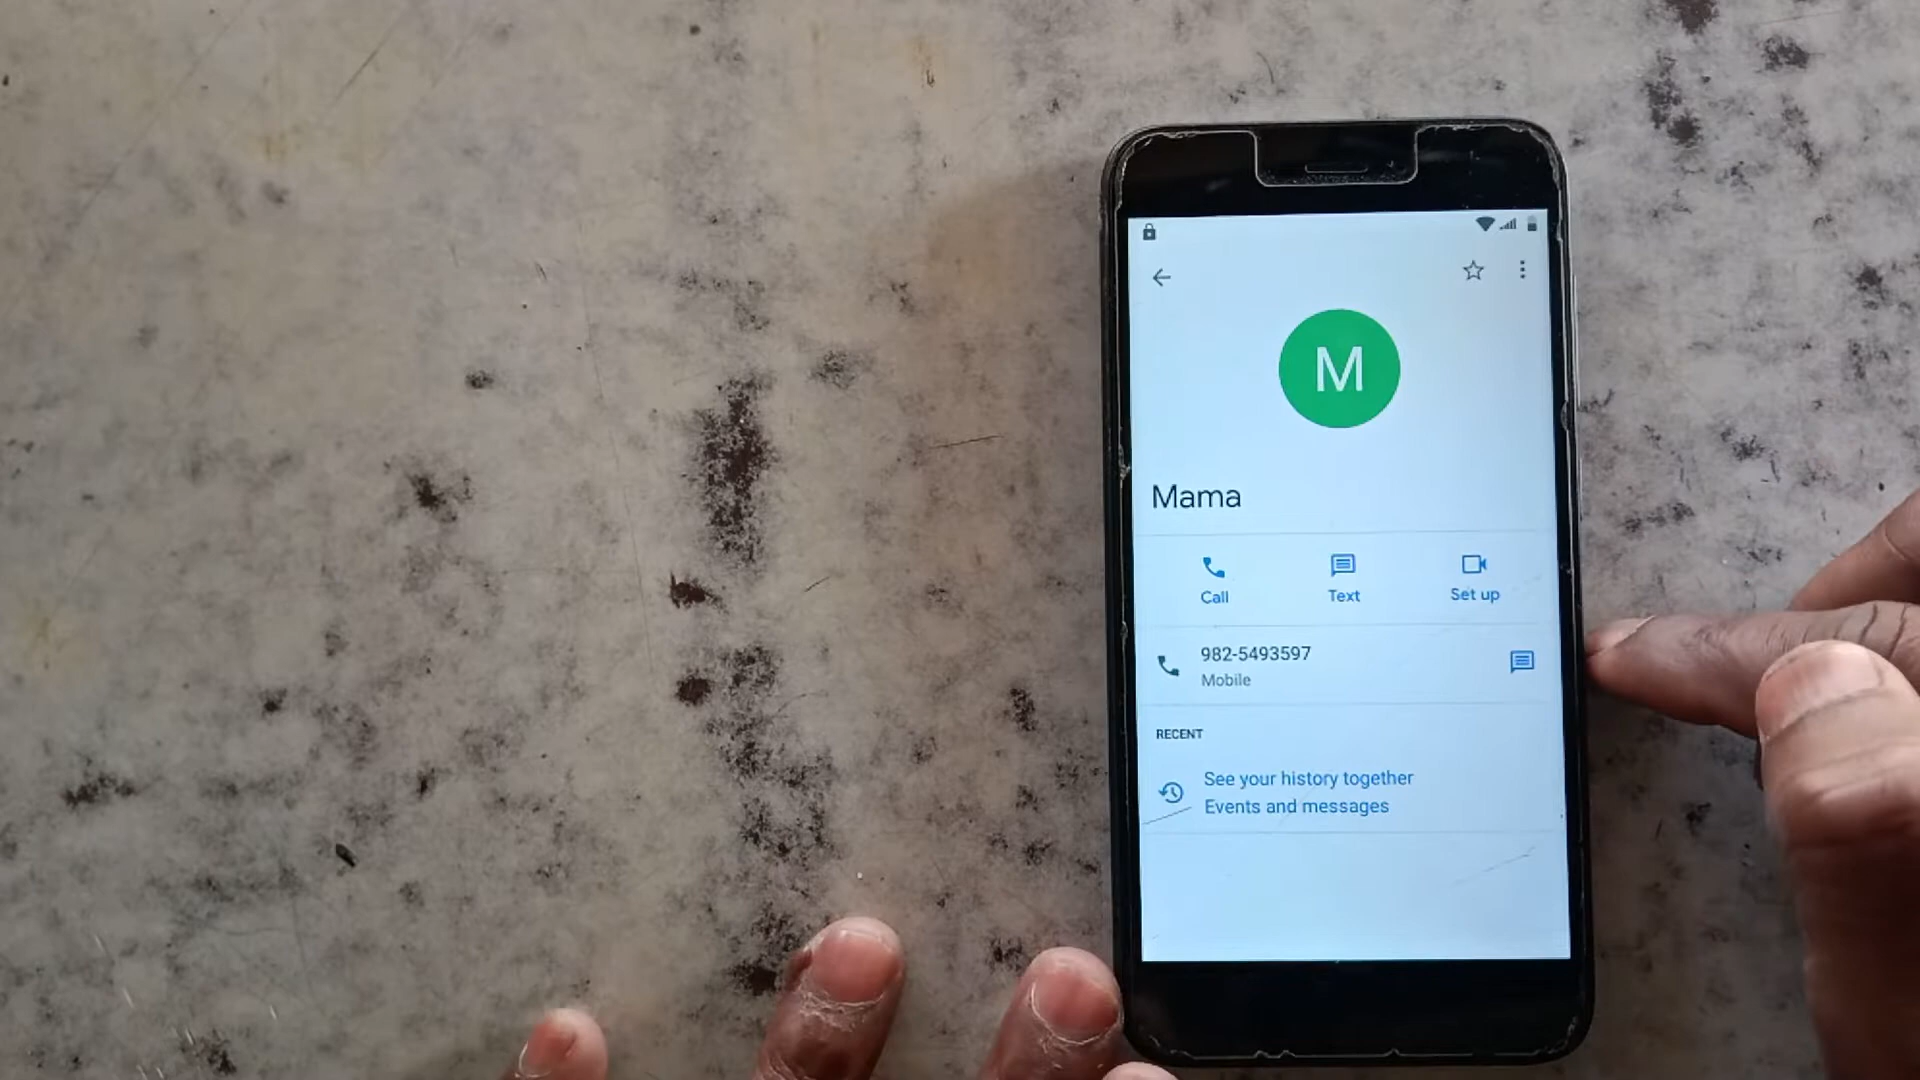 M
Mama
Call Text Set up
982-5493597
Mobile
RECENT
See your history together
Events and messages